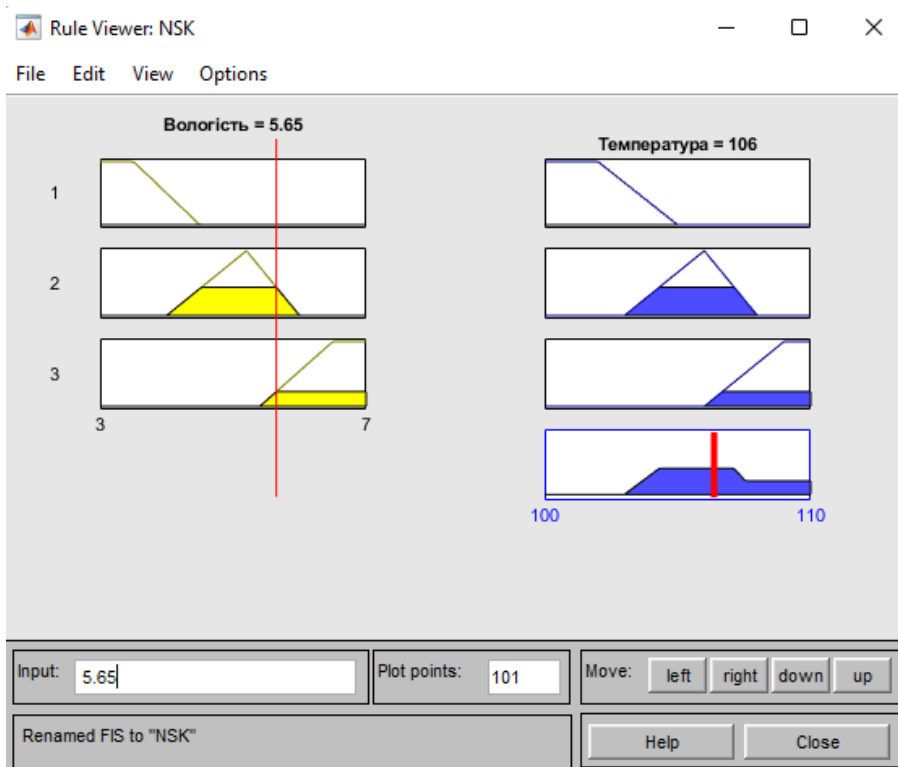 Rule Viewer: NSK
File Edit View Options
Вологість = 5.65
Температура = 106
1
2
3
3 7
100 110
Input: 5.65
Plot points: 101
Move: left right down up
Renamed FIS to "NSK"
Help Close